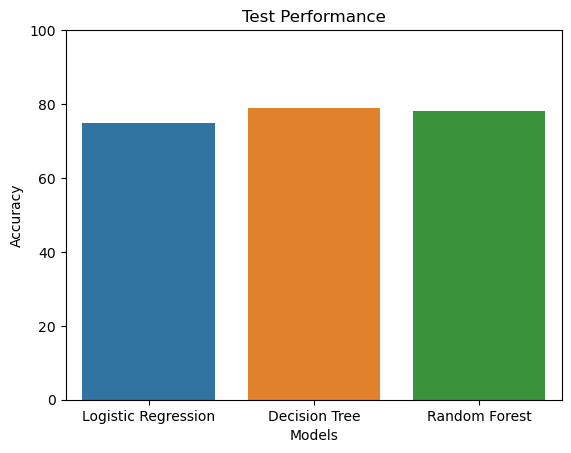 Test Performance
100
80
60
40
20
0
Accuracy
Logistic Regression
Decision Tree
Random Forest
Models